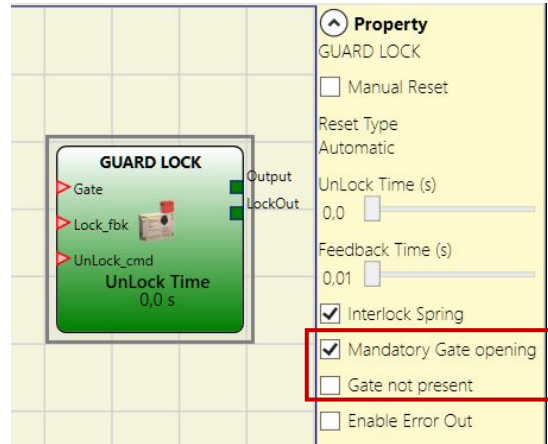 GUARD LOCK
Gate
Lock_fbk
UnLock_cmd
Output
LockOut
UnLock Time
0,0 s
Property
GUARD LOCK
Manual Reset
Reset Type
Automatic
UnLock Time (s)
0,0
Feedback Time (s)
0,01
Interlock Spring
Mandatory Gate opening
Gate not present
Enable Error Out